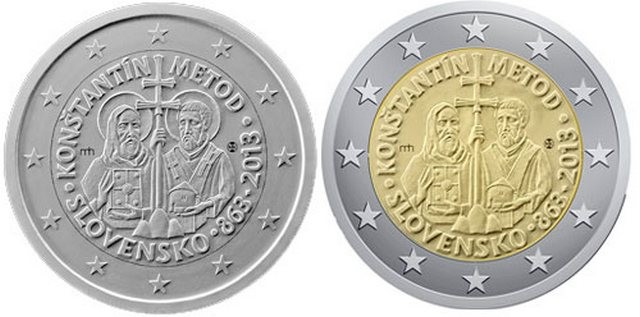 KONŠTANTÍN METOD
· SLOVENSKO · 863-2013
KONŠTANTÍN METOD
· SLOVENSKO · 863-2013